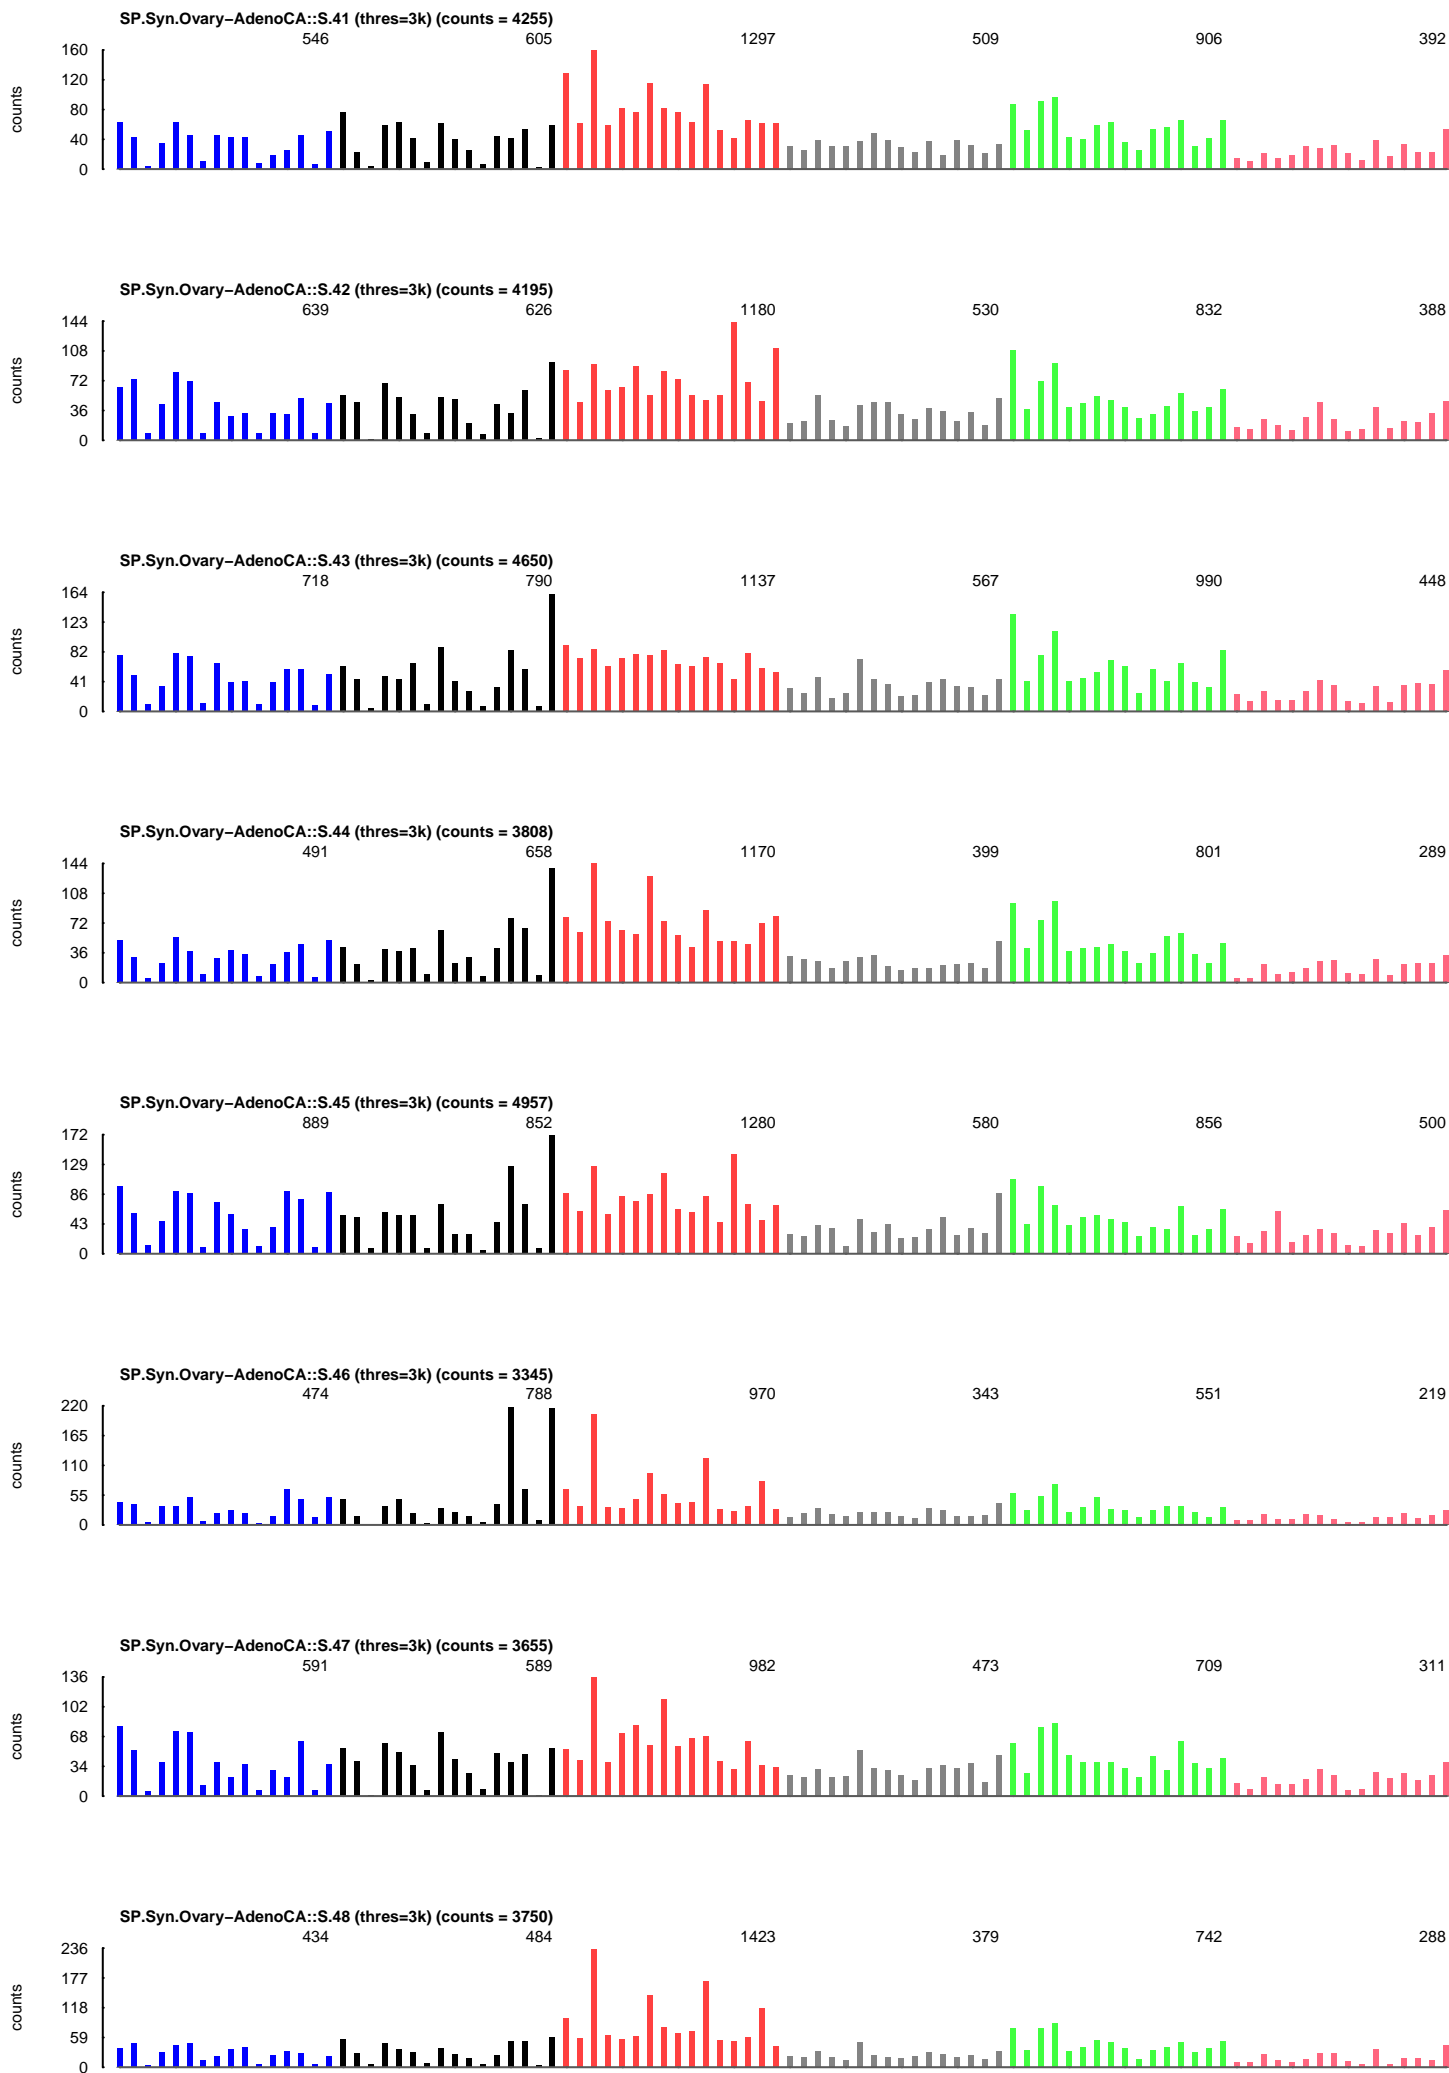 SP.Syn.Ovary−AdenoCA::S.41 (thres=3k) (counts = 4255)
546 605 1297 509 906 392
160
120
80
40
0
counts
SP.Syn.Ovary−AdenoCA::S.42 (thres=3k) (counts = 4195)
639 626 1180 530 832 388
144
108
72
36
0
counts
SP.Syn.Ovary−AdenoCA::S.43 (thres=3k) (counts = 4650)
718 790 1137 567 990 448
164
123
82
41
0
counts
SP.Syn.Ovary−AdenoCA::S.44 (thres=3k) (counts = 3808)
491 658 1170 399 801 289
144
108
72
36
0
counts
SP.Syn.Ovary−AdenoCA::S.45 (thres=3k) (counts = 4957)
889 852 1280 580 856 500
172
129
86
43
0
counts
SP.Syn.Ovary−AdenoCA::S.46 (thres=3k) (counts = 3345)
474 788 970 343 551 219
220
165
110
55
0
counts
SP.Syn.Ovary−AdenoCA::S.47 (thres=3k) (counts = 3655)
591 589 982 473 709 311
136
102
68
34
0
counts
SP.Syn.Ovary−AdenoCA::S.48 (thres=3k) (counts = 3750)
434 484 1423 379 742 288
236
177
118
59
0
counts